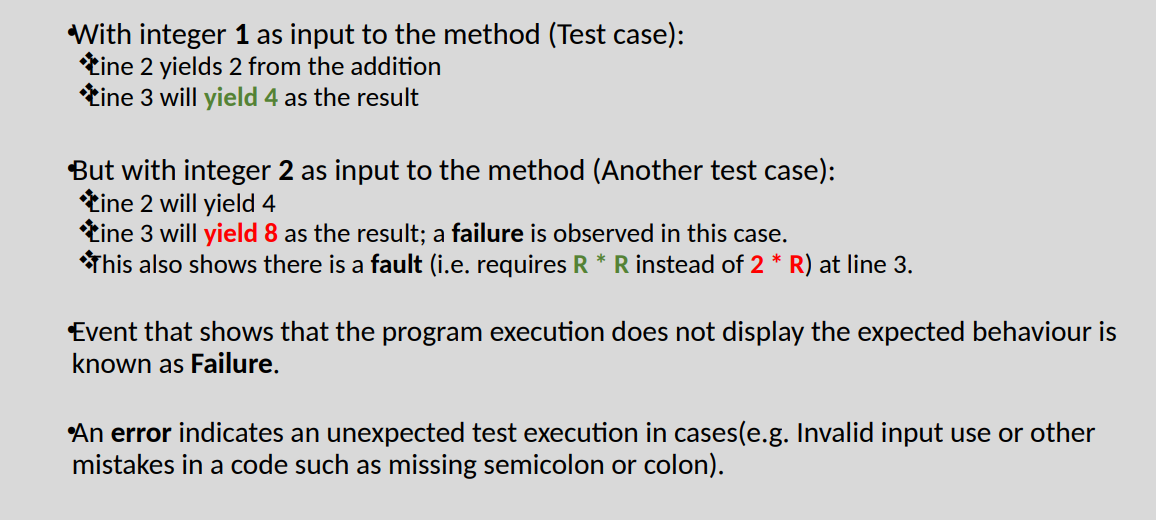 •With integer 1 as input to the method (Test case):
❖Line 2 yields 2 from the addition
❖Line 3 will yield 4 as the result
•But with integer 2 as input to the method (Another test case):
❖Line 2 will yield 4
❖Line 3 will yield 8 as the result; a failure is observed in this case.
❖This also shows there is a fault (i.e. requires R * R instead of 2 * R) at line 3.
•Event that shows that the program execution does not display the expected behaviour is
known as Failure.
•An error indicates an unexpected test execution in cases(e.g. Invalid input use or other
mistakes in a code such as missing semicolon or colon).